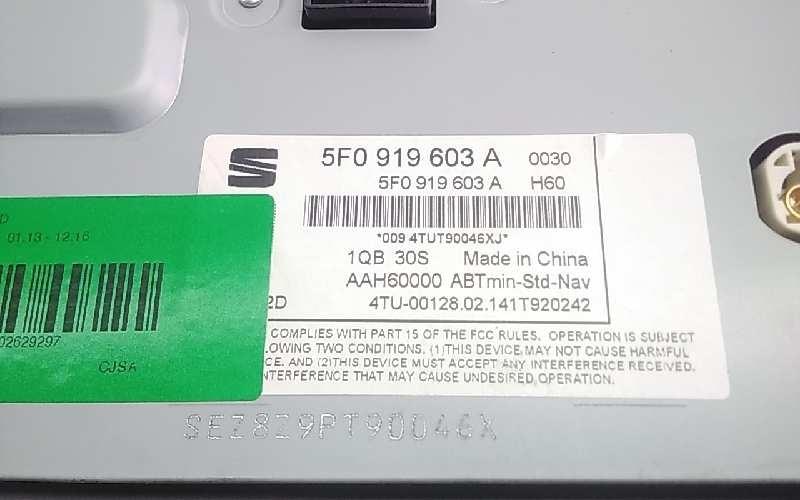 5F0 919 603 A 0030
5F0 919 603 A H60
*009 4TUT90046XJ*
1QB 30S Made in China
AAH60000 ABTmin-Std-Nav
2D 4TU-00128.02.141T920242
COMPLIES WITH PART 15 OF THE FCC RULES. OPERATION IS SUBJECT
LOWING TWO CONDITIONS. (1)THIS DEVICE MAY NOT CAUSE HARMFUL
CE, AND (2)THIS DEVICE MUST ACCEPT ANY INTERFERENCE RECEIVED.
NTERFERENCE THAT MAY CAUSE UNDESIRED OPERATION.
D
01.13 - 12.16
02629297
CJSA
SEZ8Z9PT90046X